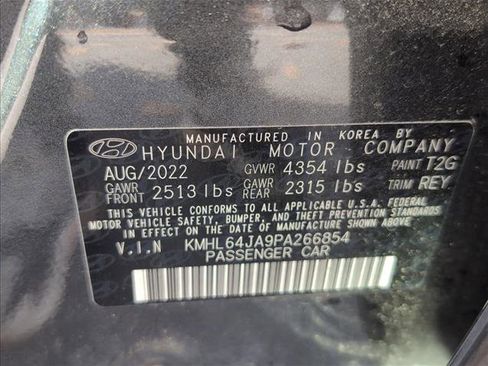 MANUFACTURED IN KOREA BY
HYUNDAI MOTOR COMPANY
AUG/2022 GVWR 4354 lbs PAINT T2G
GAWR FRONT 2513 lbs GAWR REAR 2315 lbs TRIM REY
THIS VEHICLE CONFORMS TO ALL APPLICABLE U.S.A. FEDERAL
MOTOR VEHICLE SAFETY, BUMPER, AND THEFT PREVENTION STANDARDS
IN EFFECT ON THE DATE OF MANUFACTURE SHOWN ABOVE
V.I.N KMHL64JA9PA266854
PASSENGER CAR